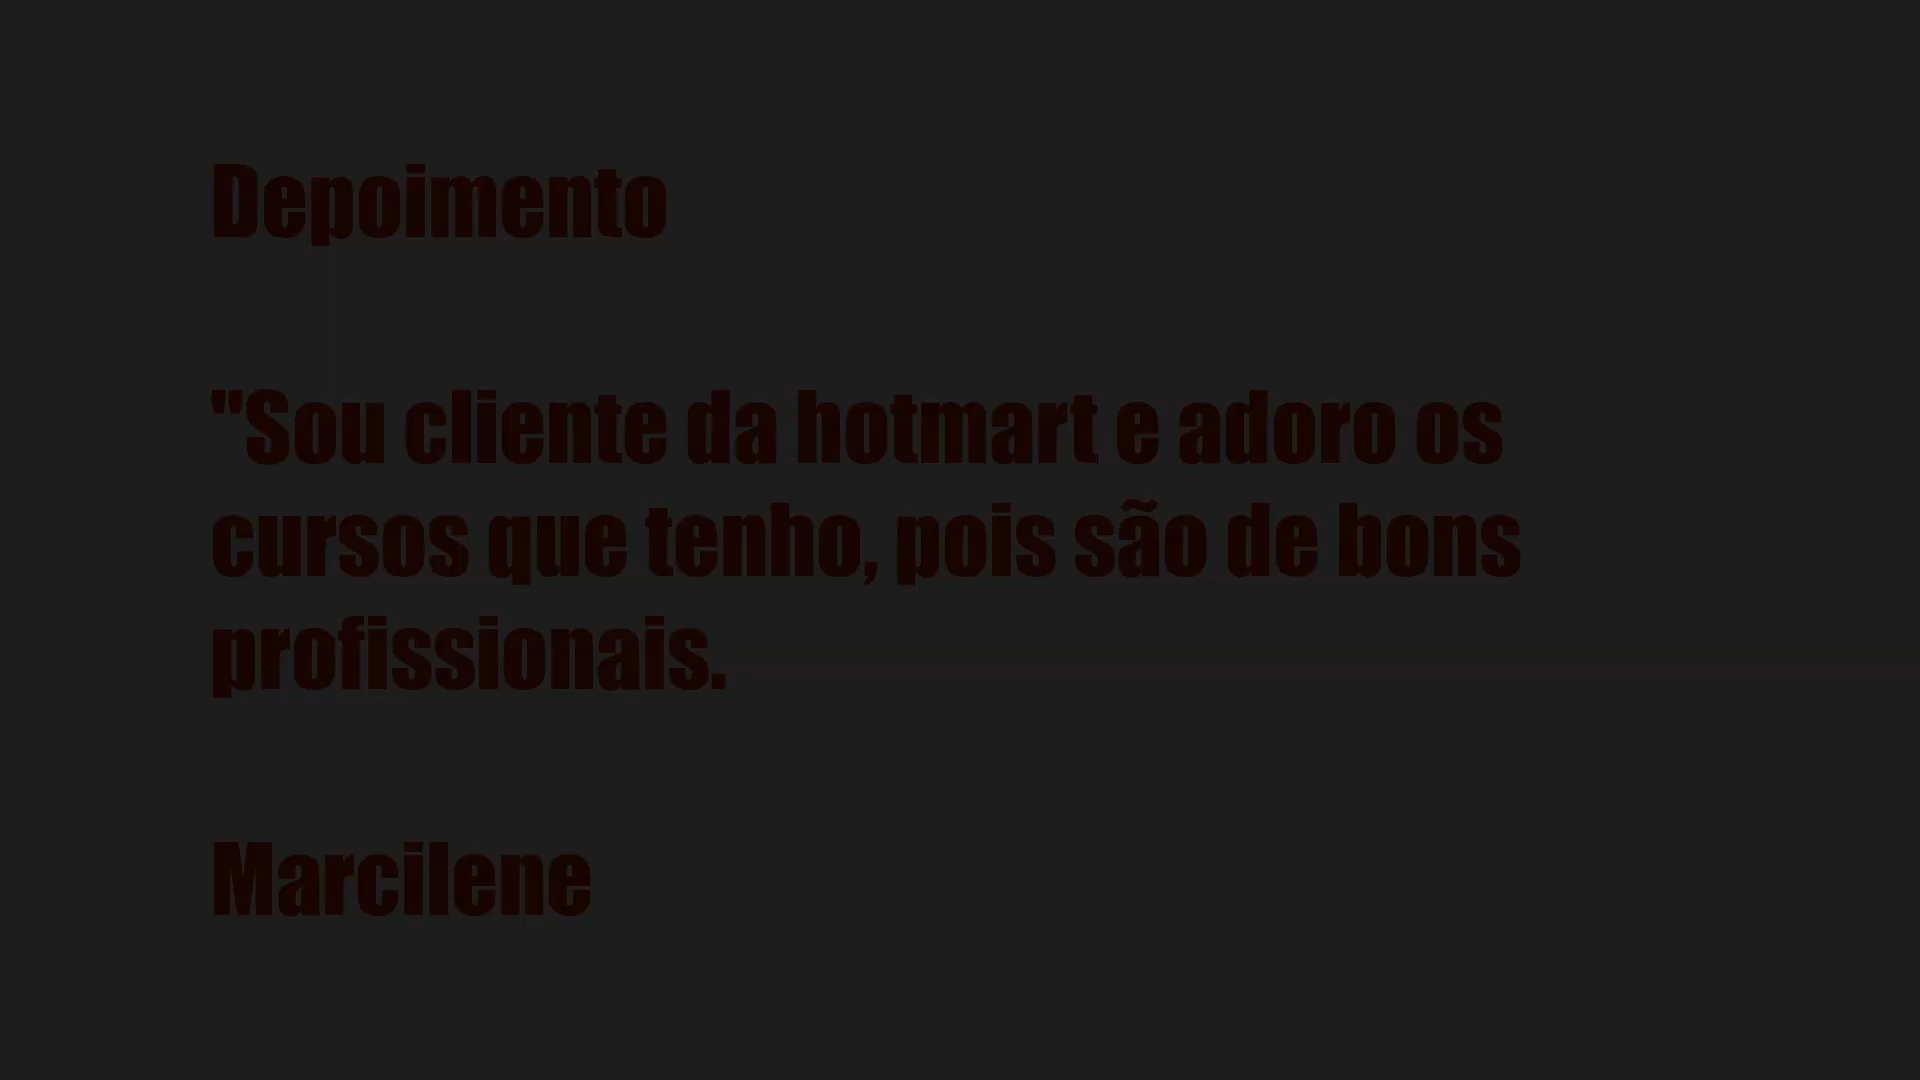 Depoimento
"Sou cliente da hotmart e adoro os
cursos que tenho, pois são de bons
profissionais.
Marcilene